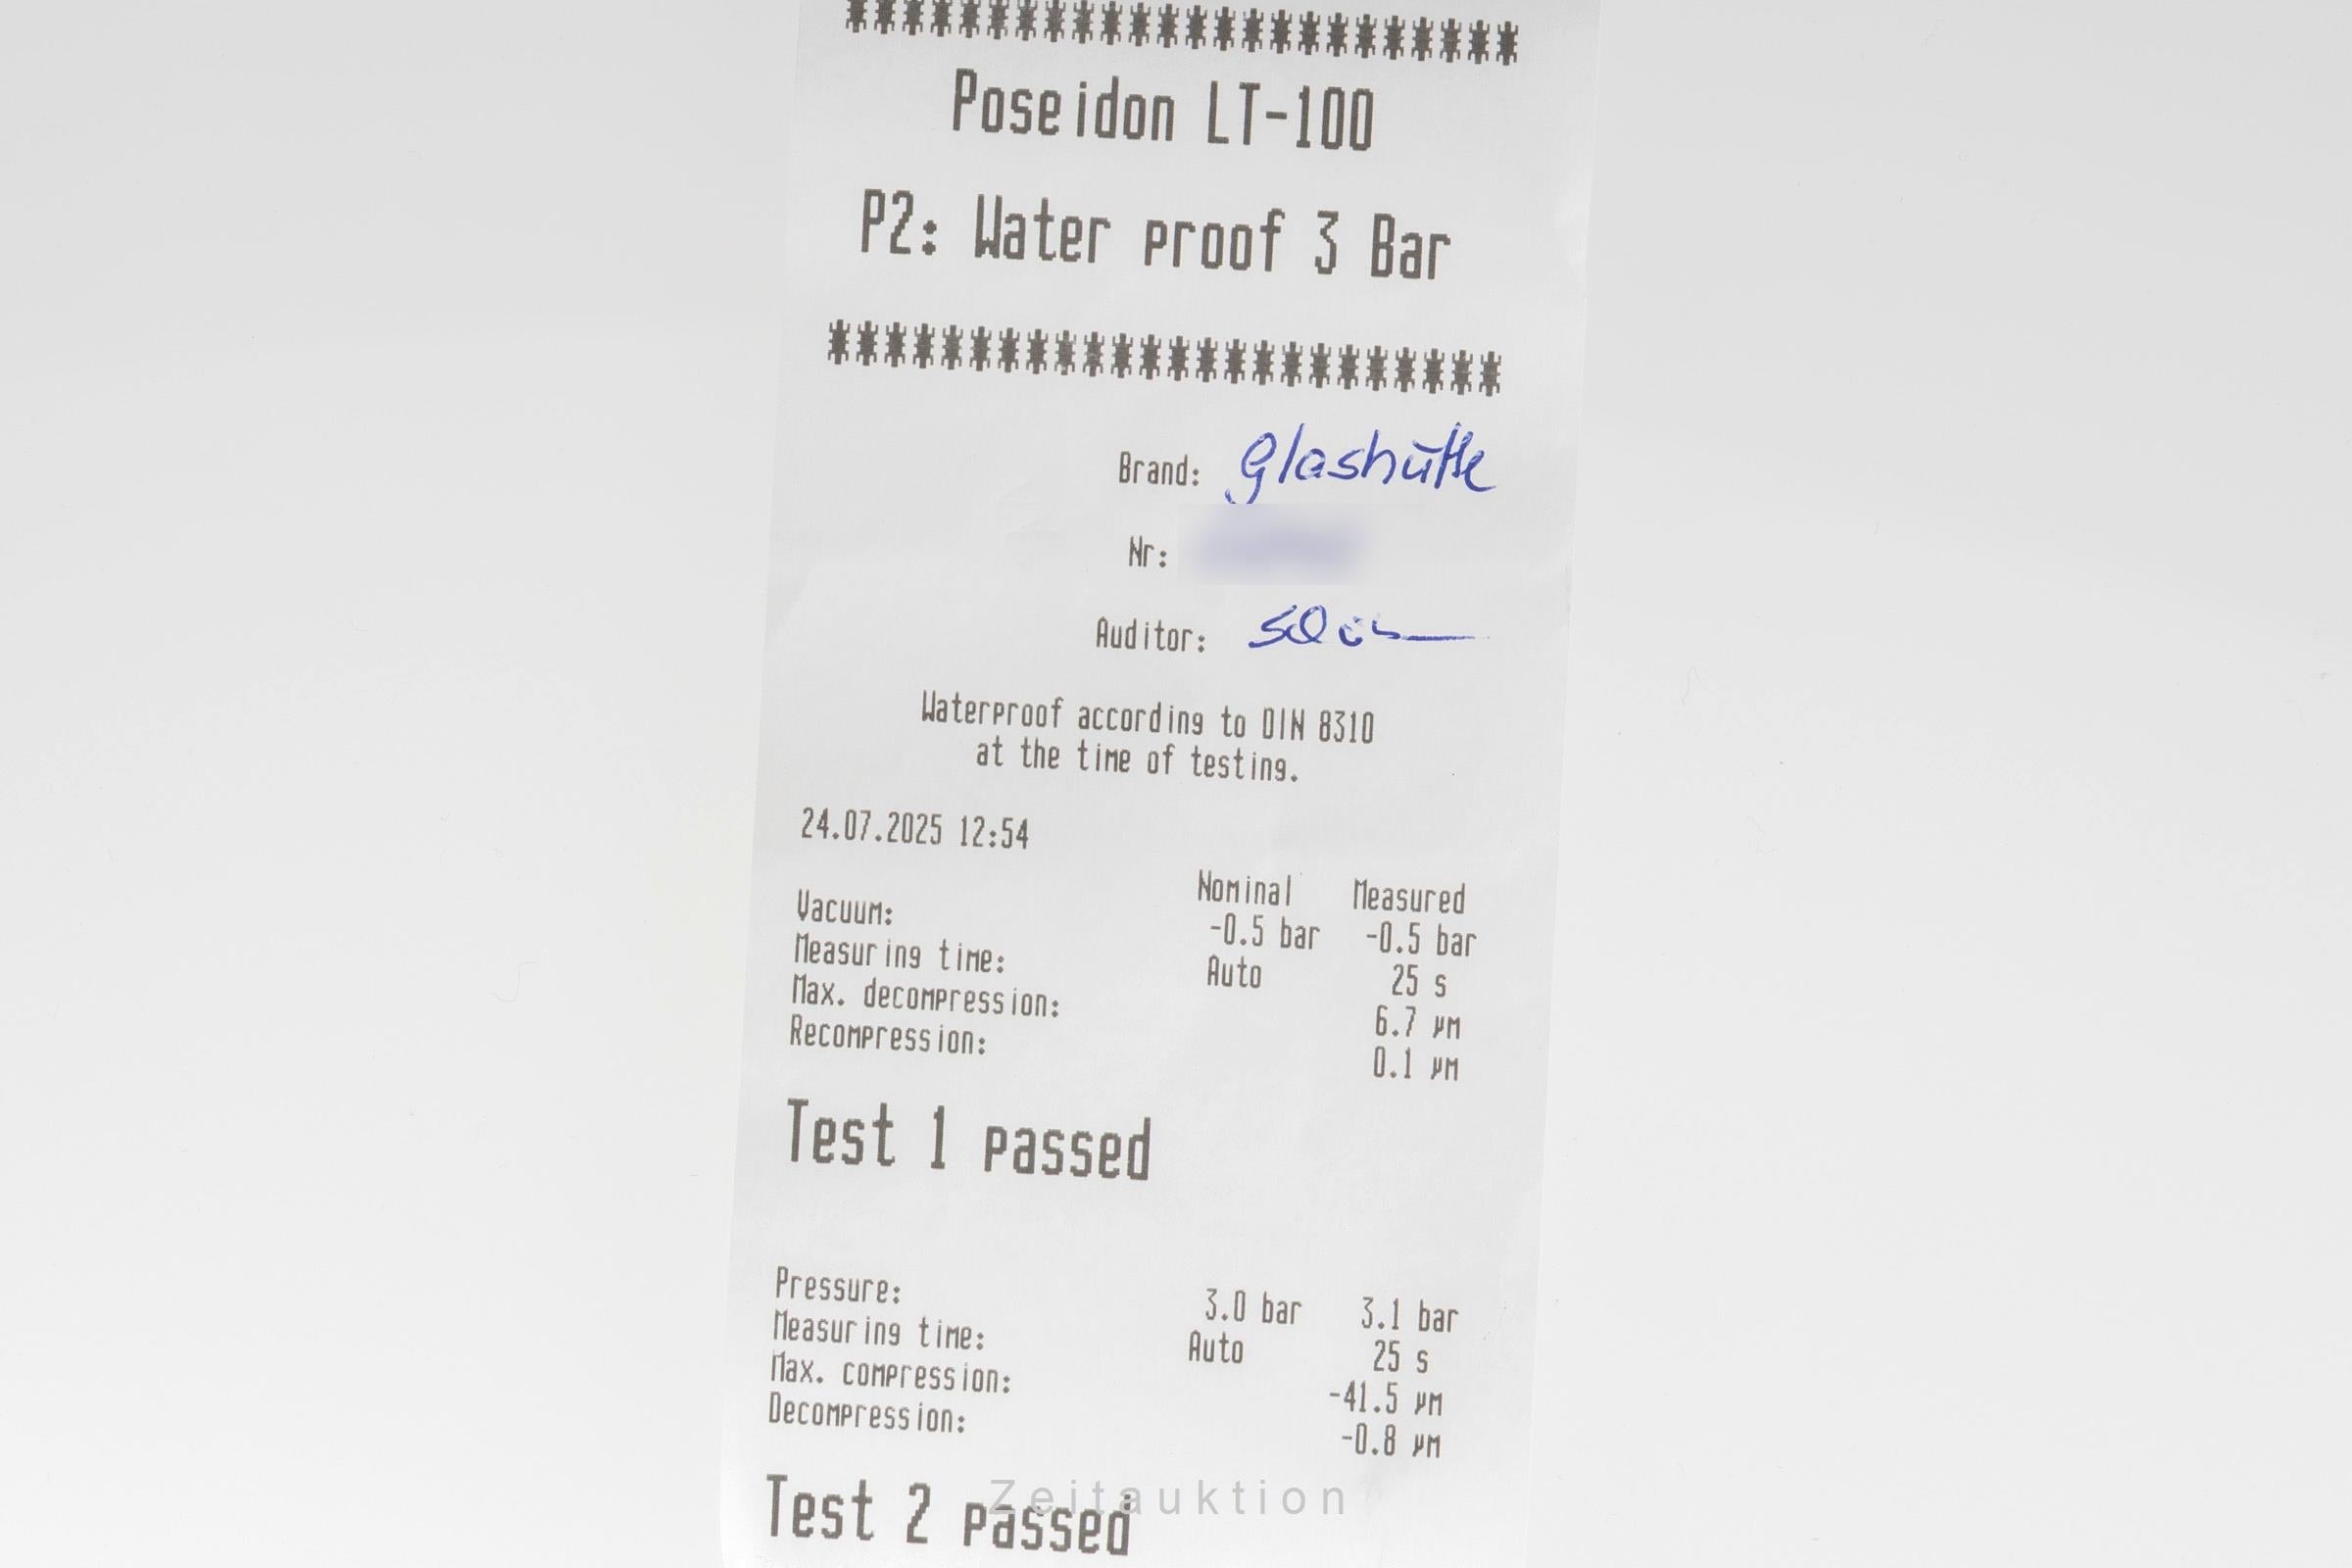 ************************
Poseidon LT-100
P2: Water proof 3 Bar
************************
Brand: Glashütte
Nr:
Auditor:
Waterproof according to DIN 8310
at the time of testing.
24.07.2025 12:54
Nominal Measured
Vacuum: -0.5 bar -0.5 bar
Measuring time: Auto 25 s
Max. decompression: 6.7 µm
Recompression: 0.1 µm
Test 1 passed
Pressure: 3.0 bar 3.1 bar
Measuring time: Auto 25 s
Max. compression: -41.5 µm
Decompression: -0.8 µm
Test 2 passed
Zeitauktion